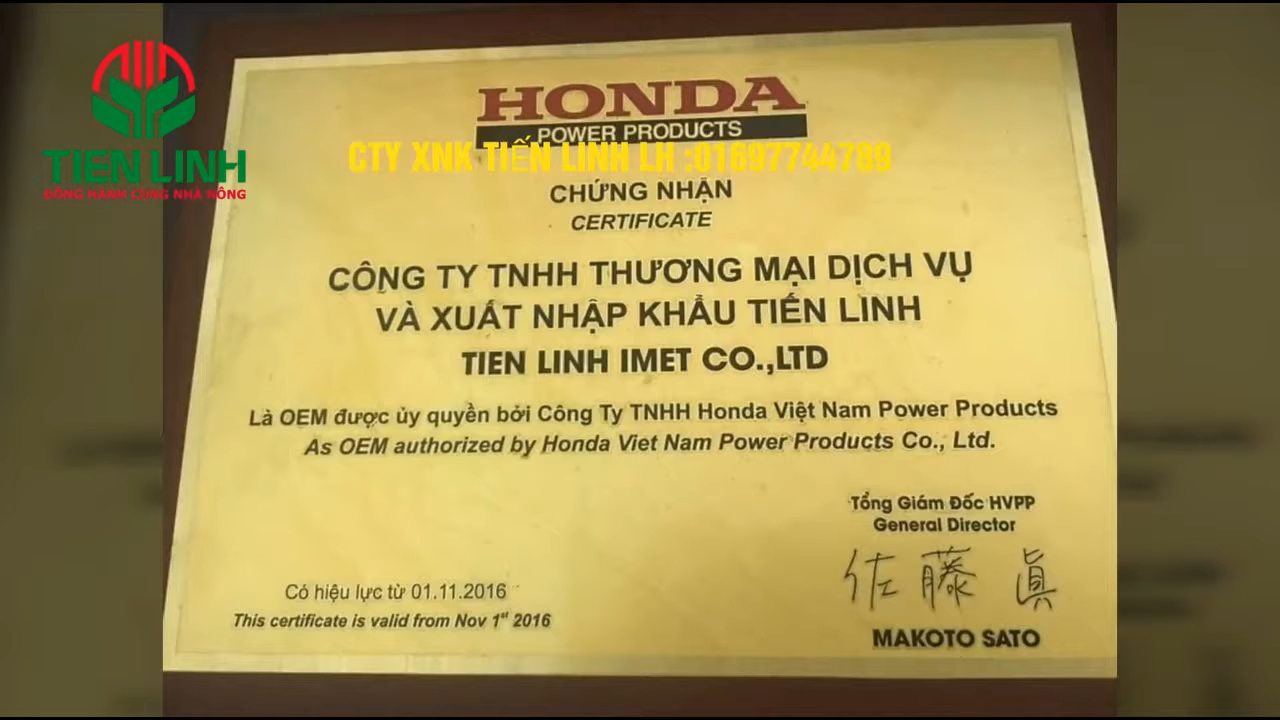 HONDA
POWER PRODUCTS
CTY XNK TIẾN LINH LH :01697744789
TIEN LINH
ĐỒNG HÀNH CÙNG NHÀ NÔNG
CHỨNG NHẬN
CERTIFICATE
CÔNG TY TNHH THƯƠNG MẠI DỊCH VỤ
VÀ XUẤT NHẬP KHẨU TIẾN LINH
TIEN LINH IMET CO.,LTD
Là OEM được ủy quyền bởi Công Ty TNHH Honda Việt Nam Power Products
As OEM authorized by Honda Viet Nam Power Products Co., Ltd.
Tổng Giám Đốc HVPP
General Director
佐藤 眞
Có hiệu lực từ 01.11.2016
This certificate is valid from Nov 1st 2016
MAKOTO SATO